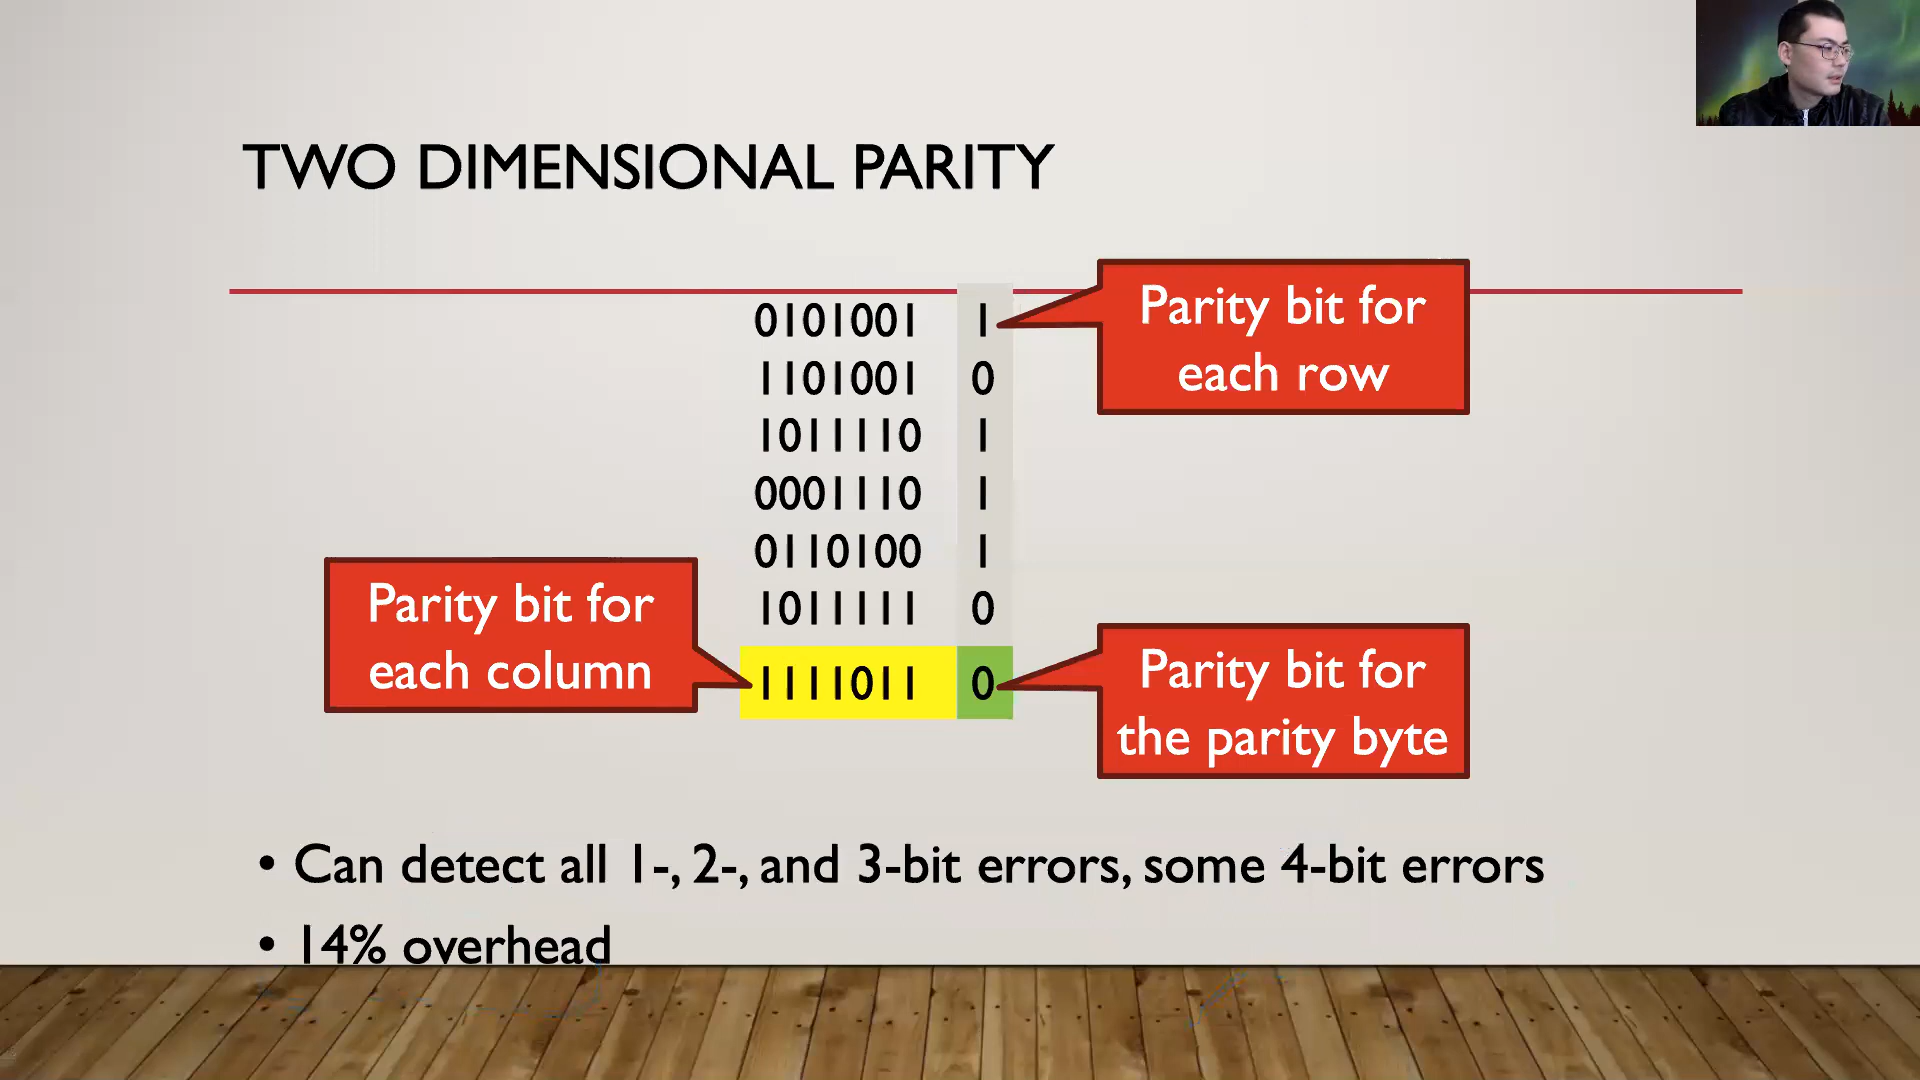 TWO DIMENSIONAL PARITY
0101001 1
1101001 0
1011110 1
0001110 1
0110100 1
1011111 0
1111011 0
Parity bit for
each row
Parity bit for
each column
Parity bit for
the parity byte
• Can detect all 1-, 2-, and 3-bit errors, some 4-bit errors
• 14% overhead